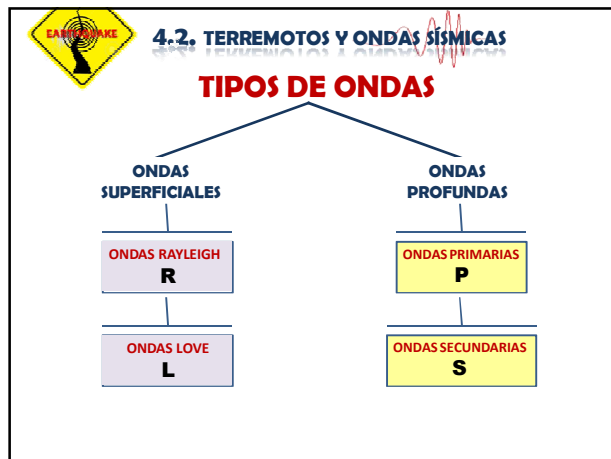 EARTHQUAKE
4.2. TERREMOTOS Y ONDAS SÍSMICAS
TIPOS DE ONDAS
ONDAS
SUPERFICIALES
ONDAS RAYLEIGH
R
ONDAS LOVE
L
ONDAS
PROFUNDAS
ONDAS PRIMARIAS
P
ONDAS SECUNDARIAS
S